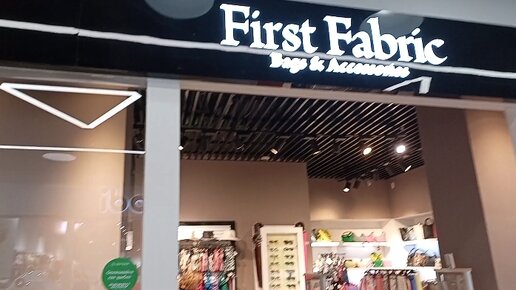 First Fabric
Bags & Accessories